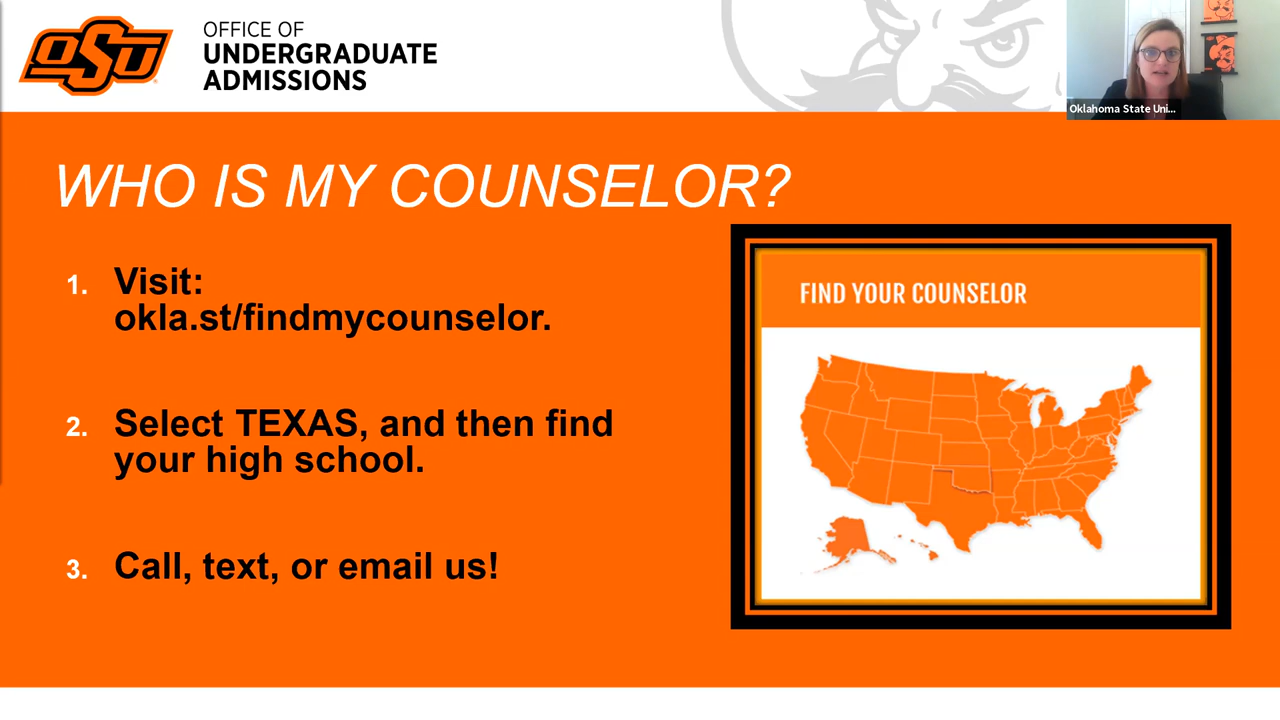 OSU
OFFICE OF
UNDERGRADUATE
ADMISSIONS
Oklahoma State Uni...
WHO IS MY COUNSELOR?
1. Visit:
okla.st/findmycounselor.
2. Select TEXAS, and then find
your high school.
3. Call, text, or email us!
FIND YOUR COUNSELOR